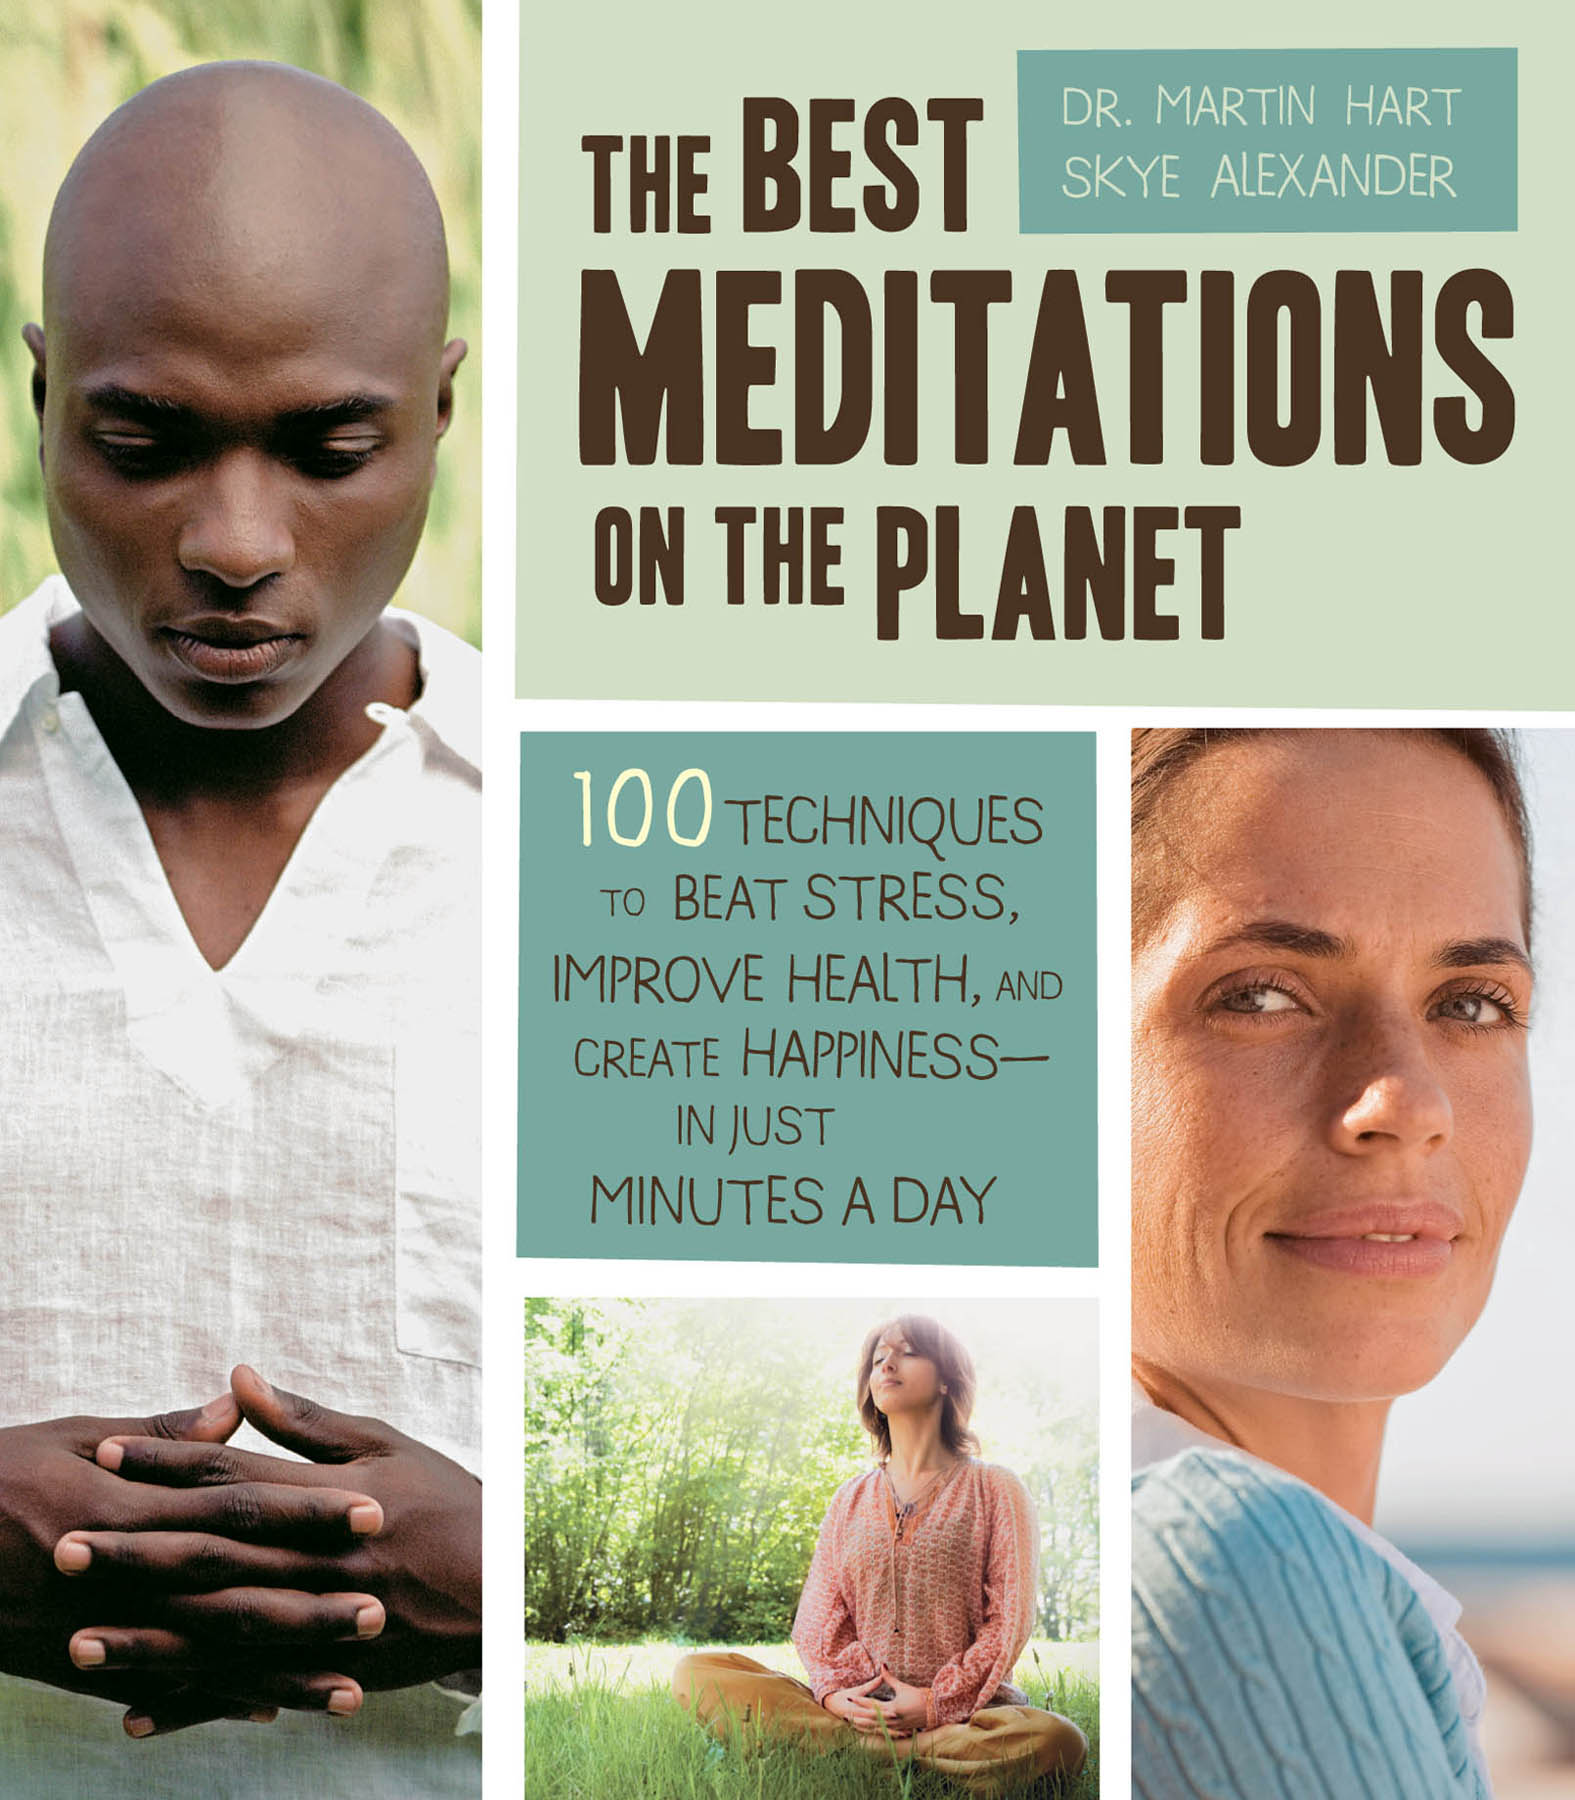 DR. MARTIN HART
SKYE ALEXANDER
THE BEST
MEDITATIONS
ON THE PLANET
100 TECHNIQUES
TO BEAT STRESS,
IMPROVE HEALTH, AND
CREATE HAPPINESS—
IN JUST
MINUTES A DAY